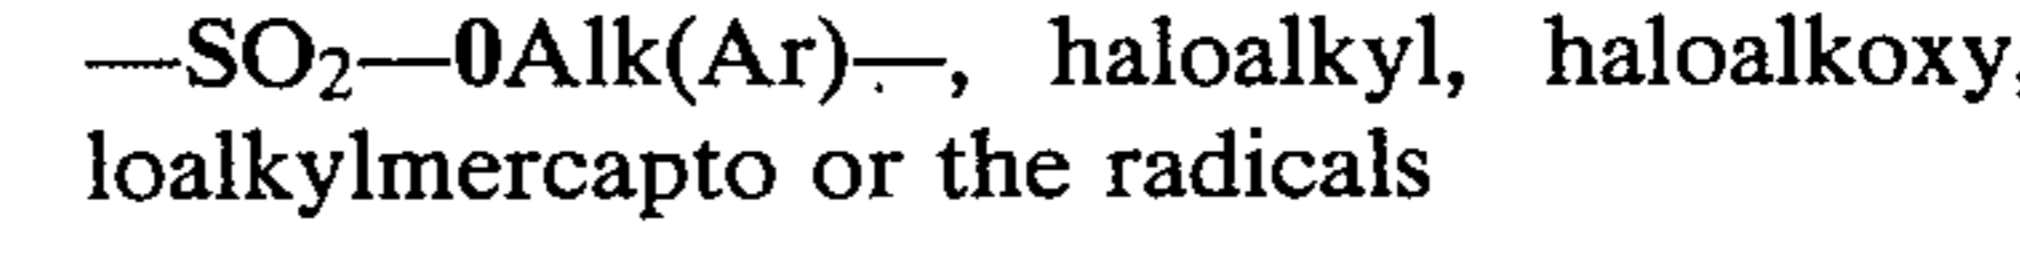 —SO₂—0Alk(Ar)—, haloalkyl, haloalkoxy,
loalkylmercapto or the radicals